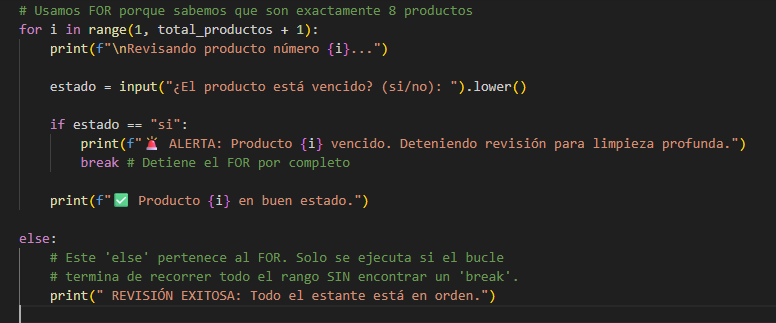 # Usamos FOR porque sabemos que son exactamente 8 productos
for i in range(1, total_productos + 1):
    print(f"\nRevisando producto número {i}...")
    estado = input("¿El producto está vencido? (si/no): ").lower()
    if estado == "si":
        print(f"🚨 ALERTA: Producto {i} vencido. Deteniendo revisión para limpieza profunda.")
        break # Detiene el FOR por completo
    print(f"✅ Producto {i} en buen estado.")
else:
    # Este 'else' pertenece al FOR. Solo se ejecuta si el bucle
    # termina de recorrer todo el rango SIN encontrar un 'break'.
    print(" REVISIÓN EXITOSA: Todo el estante está en orden.")